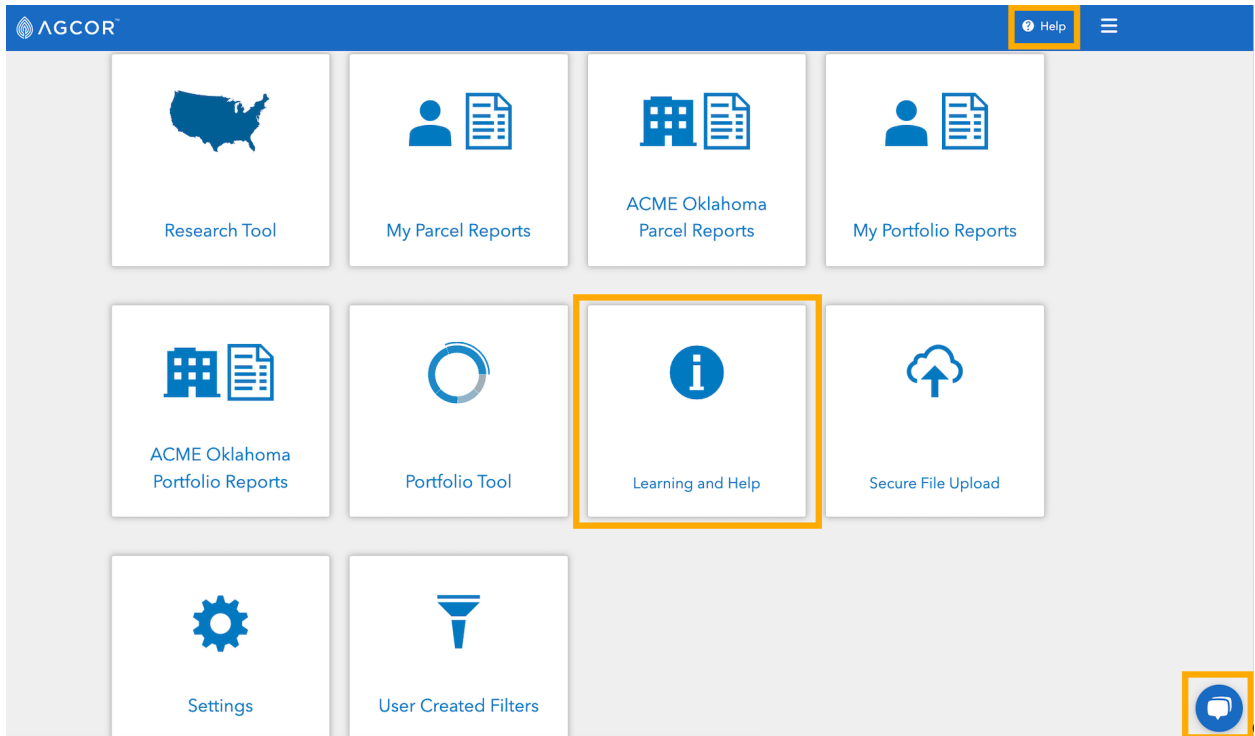 AGCOR™
Help
Research Tool
My Parcel Reports
ACME Oklahoma
Parcel Reports
My Portfolio Reports
ACME Oklahoma
Portfolio Reports
Portfolio Tool
Learning and Help
Secure File Upload
Settings
User Created Filters